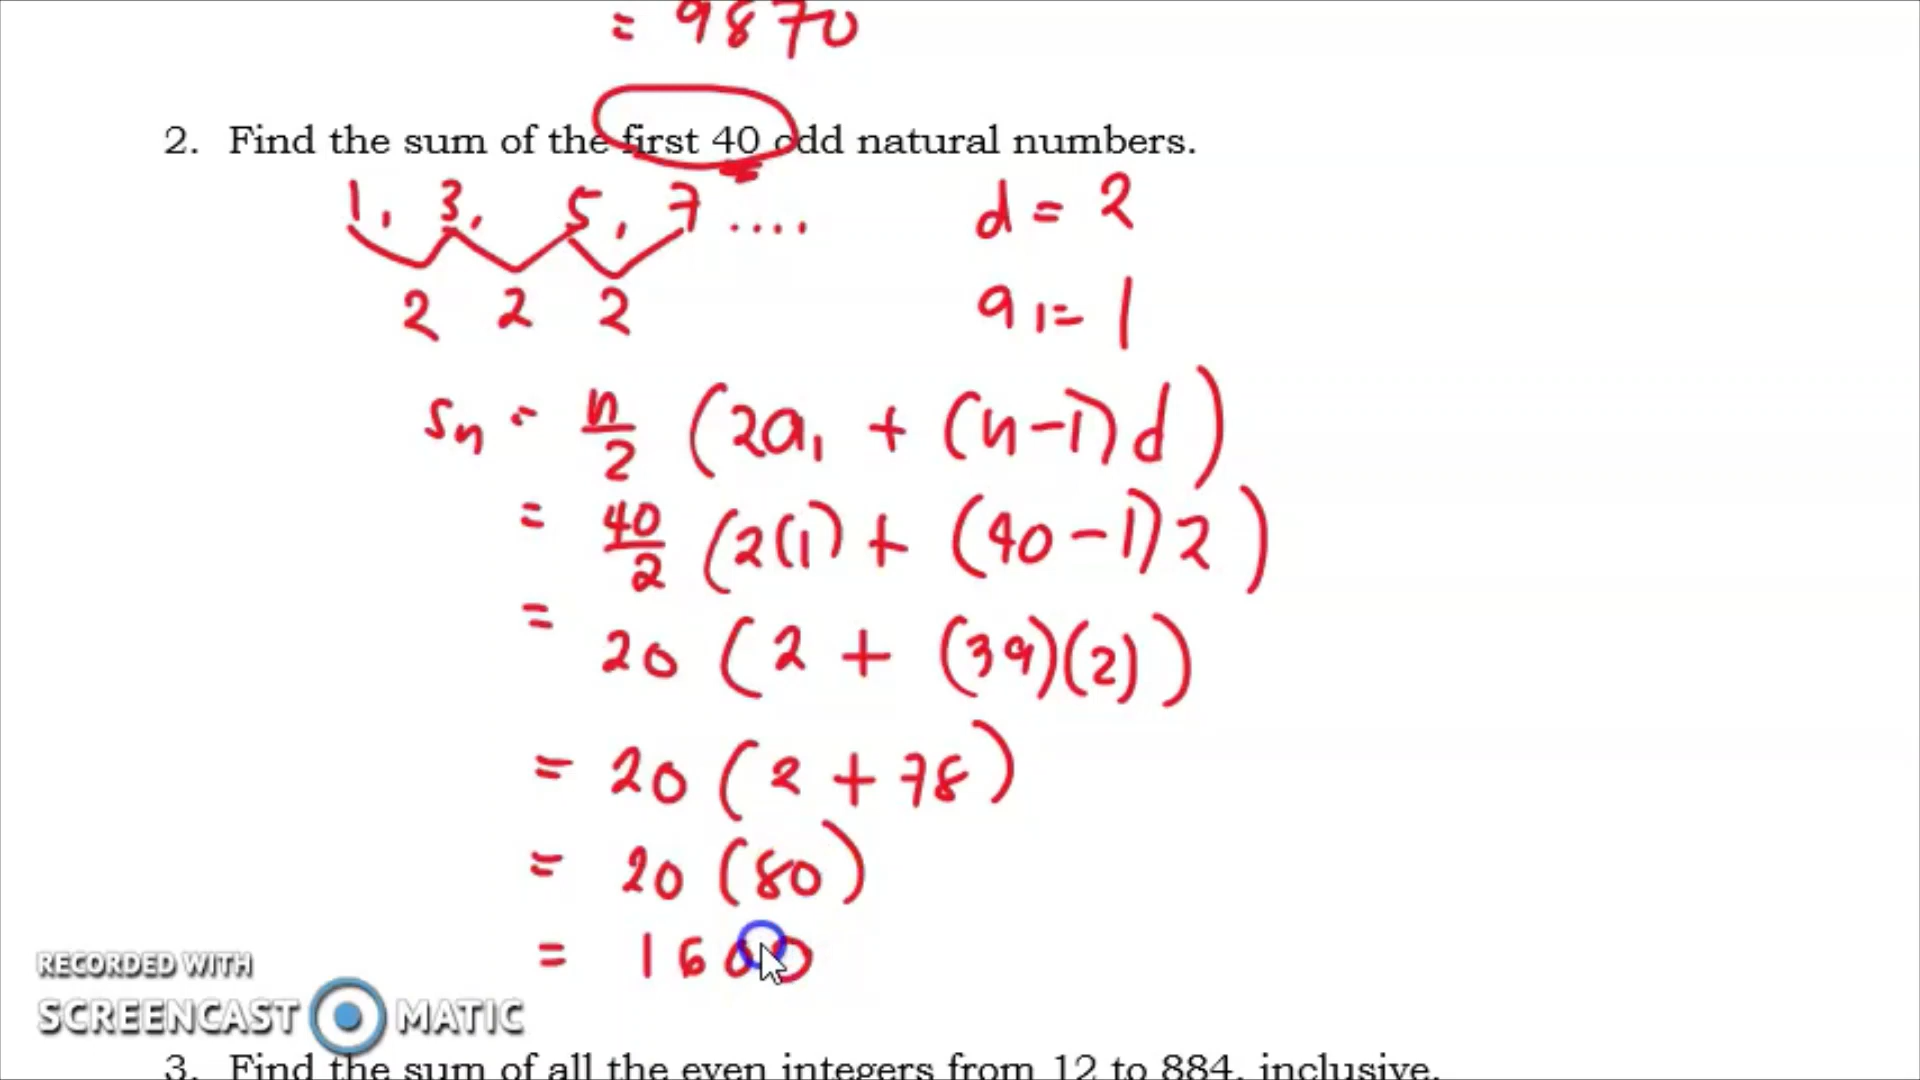 = 9870
2. Find the sum of the first 40 odd natural numbers.
1, 3, 5, 7 ....
d = 2
2 2 2
a1 = 1
Sn = n/2 (2a1 + (n-1)d)
= 40/2 (2(1) + (40-1)2)
= 20 (2 + (39)(2))
= 20 (2 + 78)
= 20 (80)
= 1600
RECORDED WITH
SCREENCAST MATIC
3. Find the sum of all the even integers from 12 to 884, inclusive.